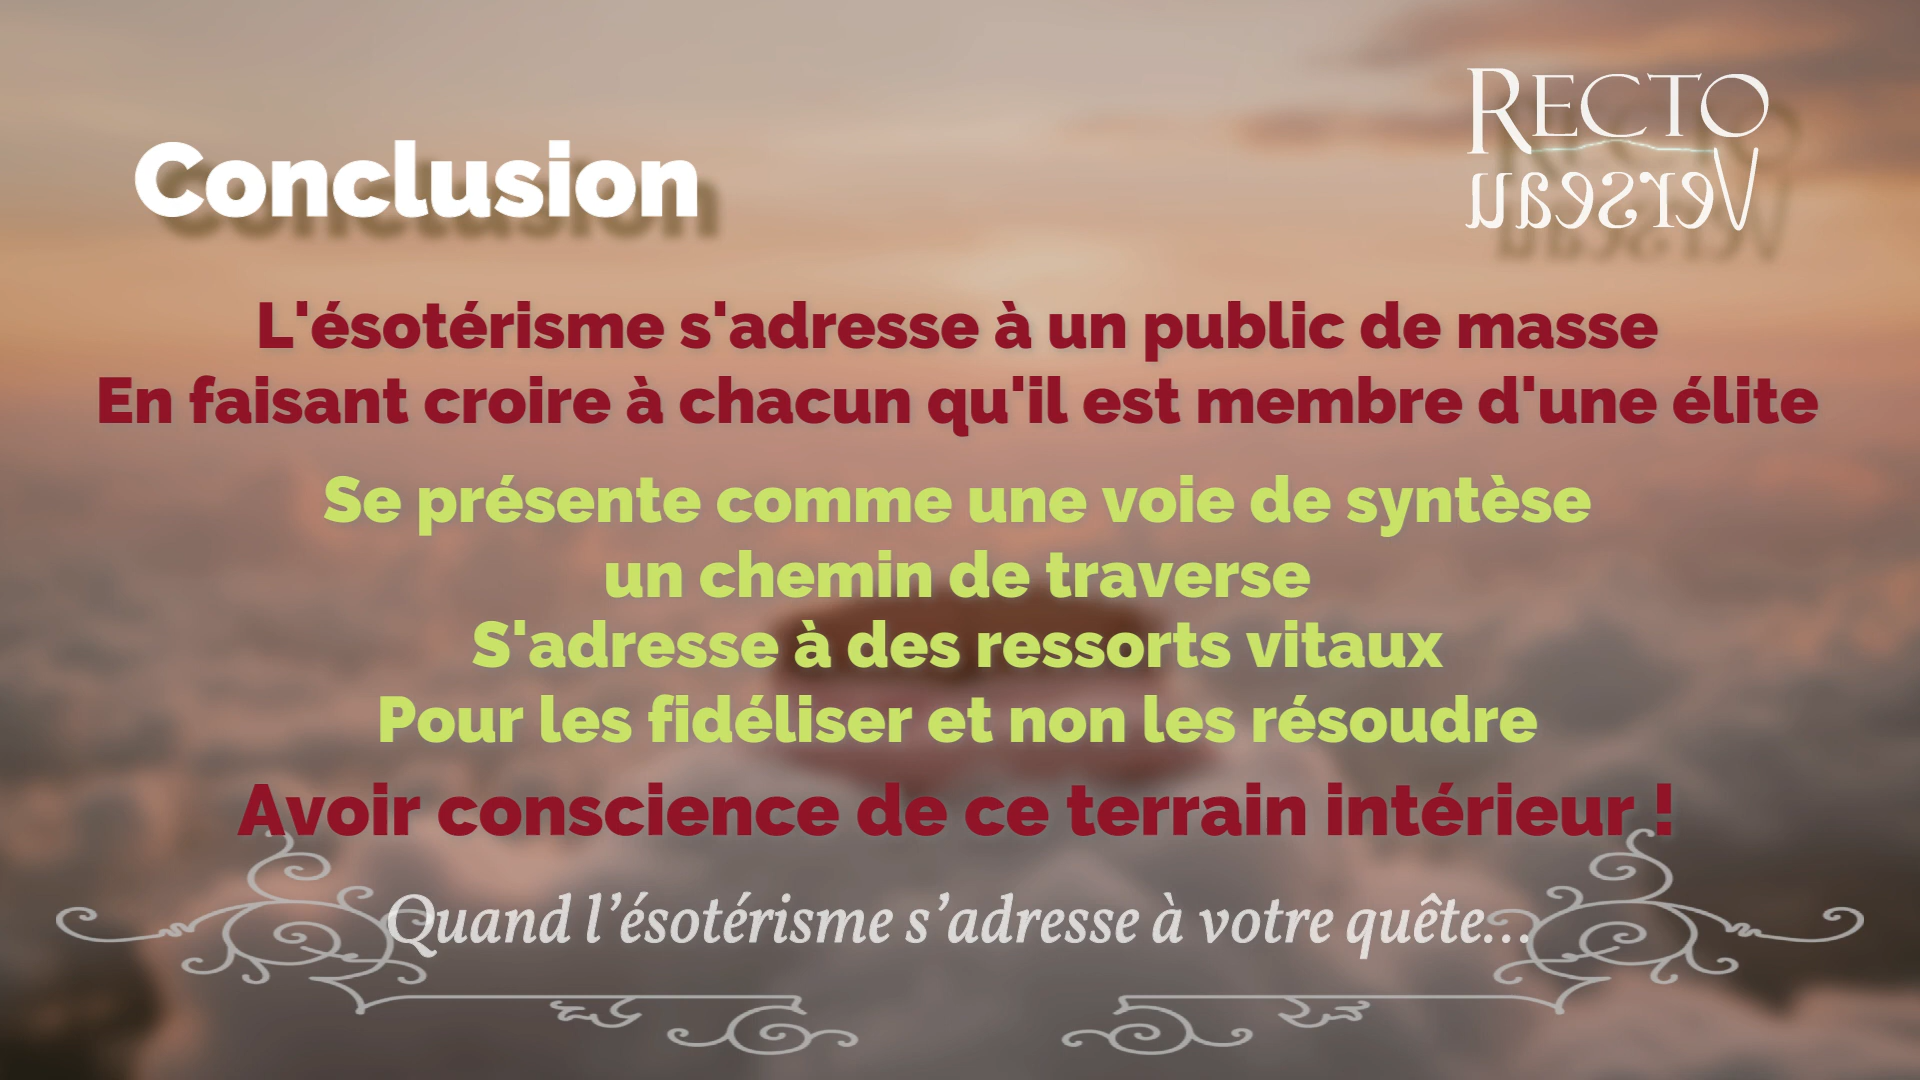 RECTO
Verseau
Conclusion
L'ésotérisme s'adresse à un public de masse
En faisant croire à chacun qu'il est membre d'une élite
Se présente comme une voie de syntèse
un chemin de traverse
S'adresse à des ressorts vitaux
Pour les fidéliser et non les résoudre
Avoir conscience de ce terrain intérieur !
Quand l’ésotérisme s’adresse à votre quête...